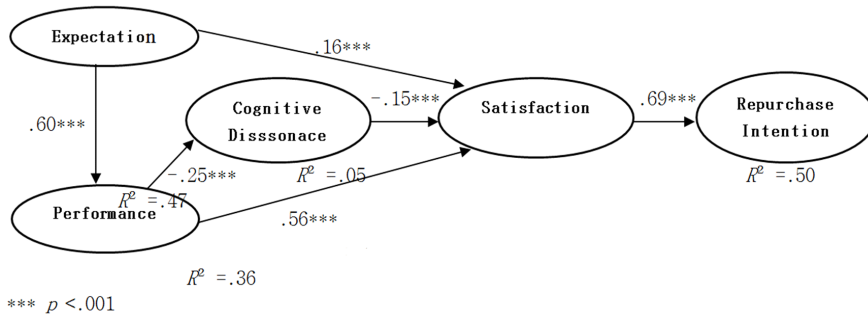 Expectation
.16***
.60***
Cognitive
Disssonace
-.15***
Satisfaction
.69***
Repurchase
Intention
-.25***
R² =.05
R² =.50
R² =.47
Performance
.56***
R² =.36
*** p <.001